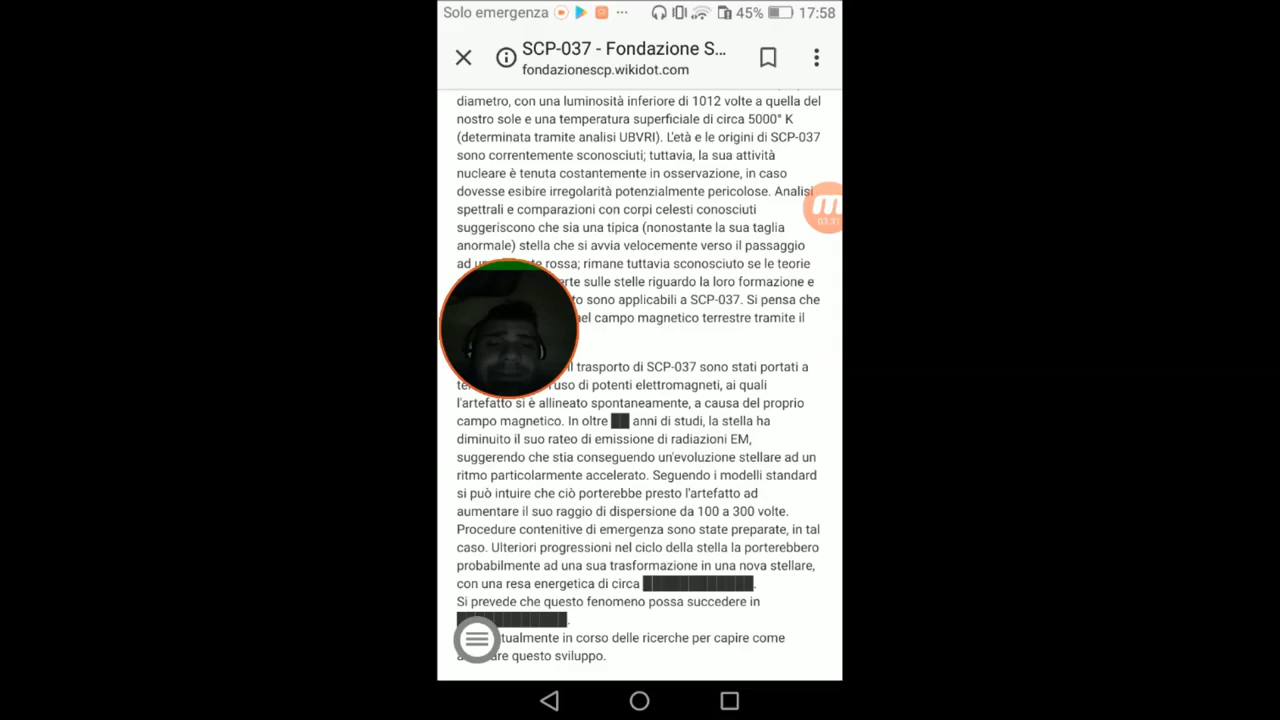 Solo emergenza ... 45% 17:58
SCP-037 - Fondazione S...
fondazionescp.wikidot.com
diametro, con una luminosità inferiore di 1012 volte a quella del
nostro sole e una temperatura superficiale di circa 5000° K
(determinata tramite analisi UBVRI). L'età e le origini di SCP-037
sono correntemente sconosciuti; tuttavia, la sua attività
nucleare è tenuta costantemente in osservazione, in caso
dovesse esibire irregolarità potenzialmente pericolose. Analisi
spettrali e comparazioni con corpi celesti conosciuti
suggeriscono che sia una tipica (nonostante la sua taglia
anormale) stella che si avvia velocemente verso il passaggio
ad rossa; rimane tuttavia sconosciuto se le teorie
erte sulle stelle riguardo la loro formazione e
to sono applicabili a SCP-037. Si pensa che
nel campo magnetico terrestre tramite il
03:31
il trasporto di SCP-037 sono stati portati a
uso di potenti elettromagneti, ai quali
l'artefatto si è allineato spontaneamente, a causa del proprio
campo magnetico. In oltre ██ anni di studi, la stella ha
diminuito il suo rateo di emissione di radiazioni EM,
suggerendo che stia conseguendo un'evoluzione stellare ad un
ritmo particolarmente accelerato. Seguendo i modelli standard
si può intuire che ciò porterebbe presto l'artefatto ad
aumentare il suo raggio di dispersione da 100 a 300 volte.
Procedure contenitive di emergenza sono state preparate, in tal
caso. Ulteriori progressioni nel ciclo della stella la porterebbero
probabilmente ad una sua trasformazione in una nova stellare,
con una resa energetica di circa ████████████.
Si prevede che questo fenomeno possa succedere in
████████████.
tualmente in corso delle ricerche per capire come
are questo sviluppo.